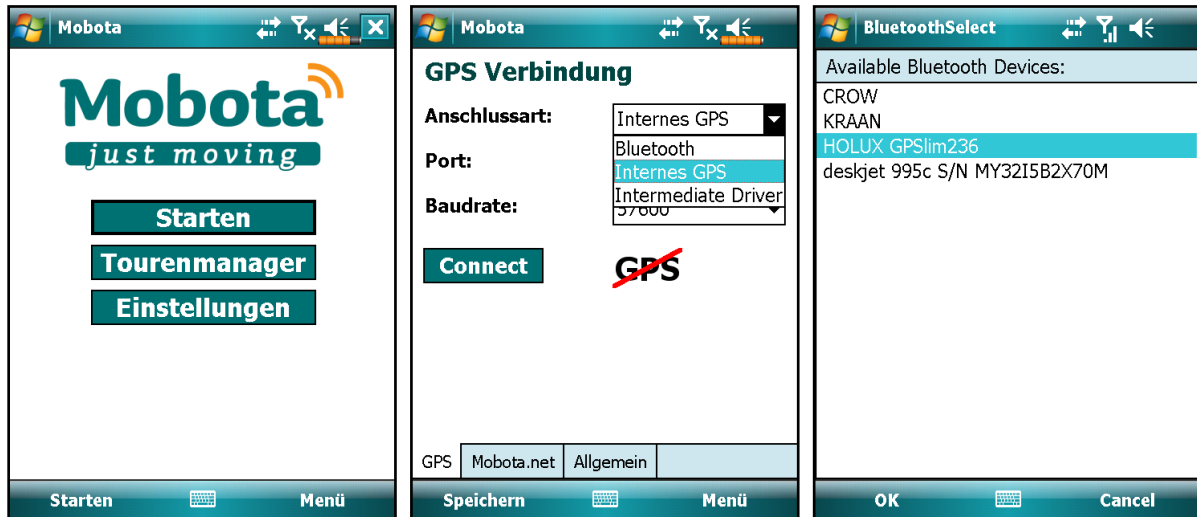 Mobota
Mobota
just moving
Starten
Tourenmanager
Einstellungen
Starten
Menü
Mobota
GPS Verbindung
Anschlussart:
Internes GPS
Bluetooth
Port:
Internes GPS
Intermediate Driver
Baudrate:
57600
Connect
GPS
GPS
Mobota.net
Allgemein
Speichern
Menü
BluetoothSelect
Available Bluetooth Devices:
CROW
KRAAN
HOLUX GPSlim236
deskjet 995c S/N MY32I5B2X70M
OK
Cancel